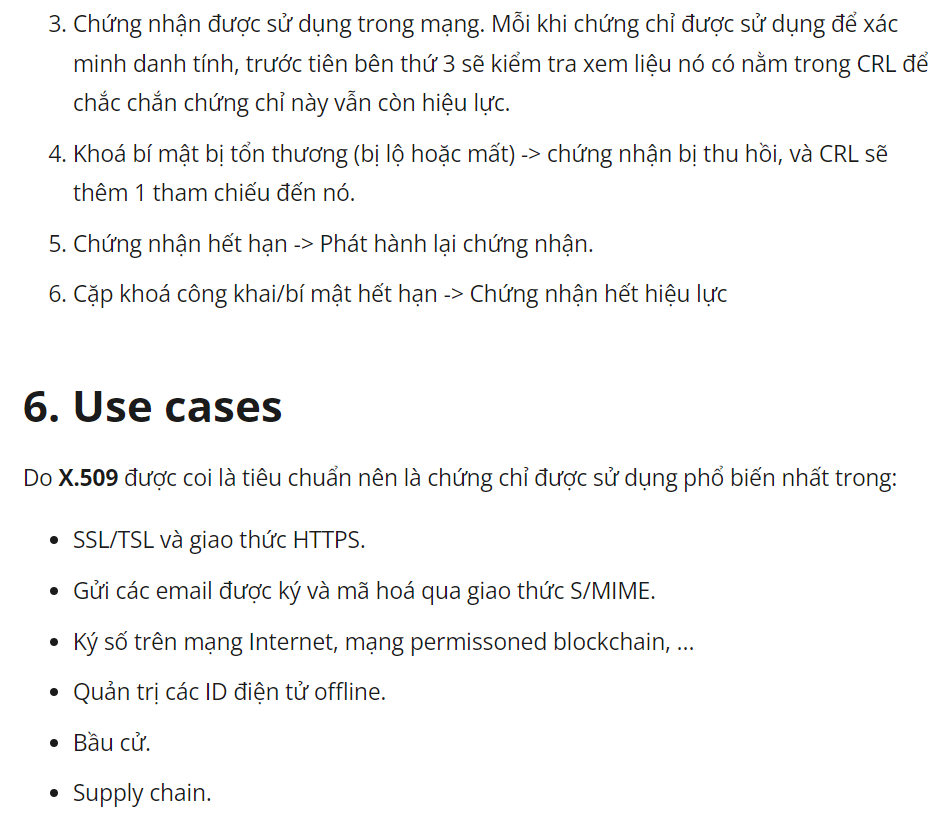 3. Chứng nhận được sử dụng trong mạng. Mỗi khi chứng chỉ được sử dụng để xác
minh danh tính, trước tiên bên thứ 3 sẽ kiểm tra xem liệu nó có nằm trong CRL để
chắc chắn chứng chỉ này vẫn còn hiệu lực.
4. Khoá bí mật bị tổn thương (bị lộ hoặc mất) -> chứng nhận bị thu hồi, và CRL sẽ
thêm 1 tham chiếu đến nó.
5. Chứng nhận hết hạn -> Phát hành lại chứng nhận.
6. Cặp khoá công khai/bí mật hết hạn -> Chứng nhận hết hiệu lực
6. Use cases
Do X.509 được coi là tiêu chuẩn nên là chứng chỉ được sử dụng phổ biến nhất trong:
• SSL/TSL và giao thức HTTPS.
• Gửi các email được ký và mã hoá qua giao thức S/MIME.
• Ký số trên mạng Internet, mạng permissoned blockchain, ...
• Quản trị các ID điện tử offline.
• Bầu cử.
• Supply chain.